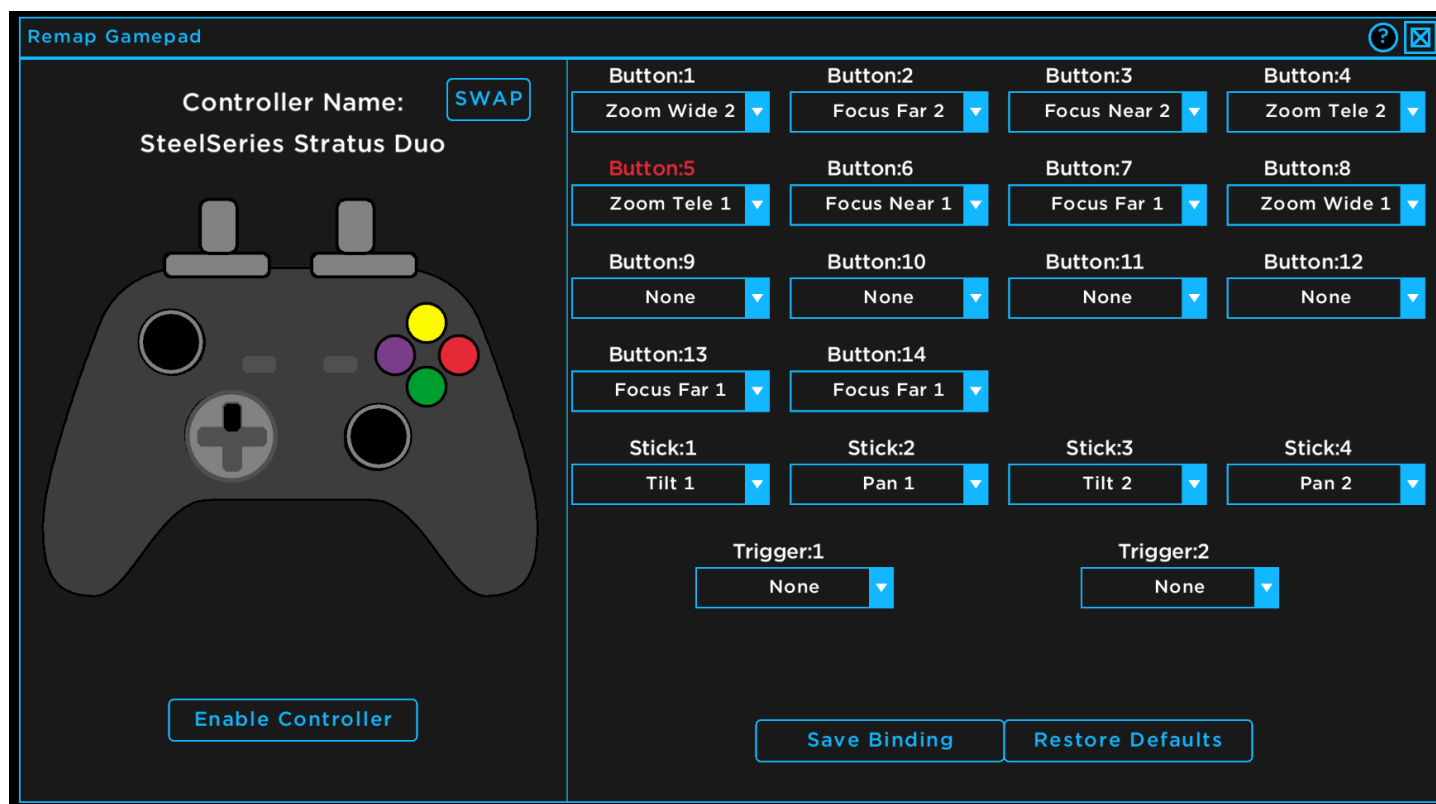 Remap Gamepad
?
Controller Name:
SWAP
SteelSeries Stratus Duo
Enable Controller
Button:1 Button:2 Button:3 Button:4
Zoom Wide 2 Focus Far 2 Focus Near 2 Zoom Tele 2
Button:5 Button:6 Button:7 Button:8
Zoom Tele 1 Focus Near 1 Focus Far 1 Zoom Wide 1
Button:9 Button:10 Button:11 Button:12
None None None None
Button:13 Button:14
Focus Far 1 Focus Far 1
Stick:1 Stick:2 Stick:3 Stick:4
Tilt 1 Pan 1 Tilt 2 Pan 2
Trigger:1 Trigger:2
None None
Save Binding Restore Defaults